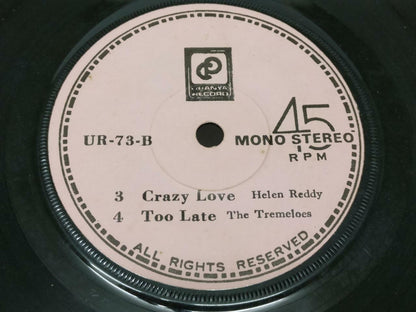 RECORD
UR-73-B
45
MONO STEREO
RPM
3 Crazy Love Helen Reddy
4 Too Late The Tremeloes
ALL RIGHTS RESERVED